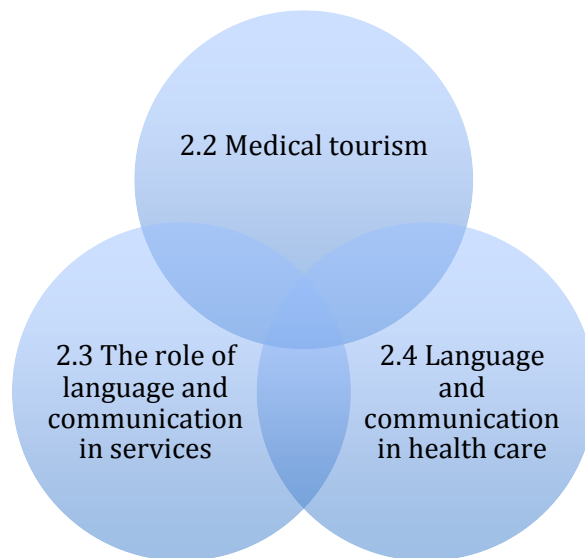 2.2 Medical tourism
2.3 The role of
language and
communication
in services
2.4 Language
and
communication
in health care